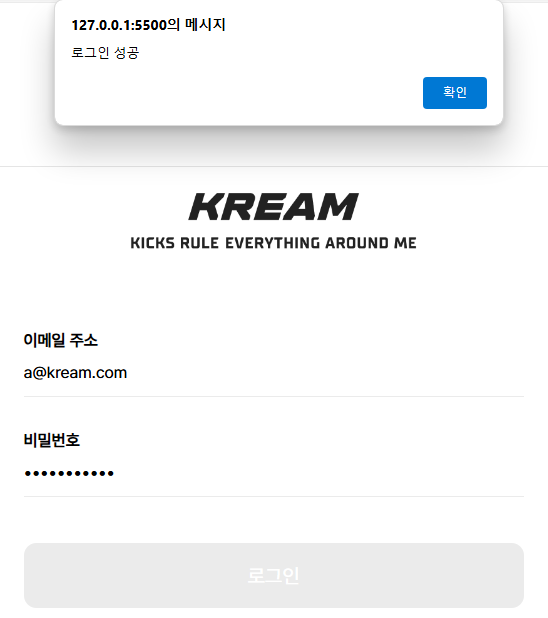 127.0.0.1:5500의 메시지
로그인 성공
확인
KREAM
KICKS RULE EVERYTHING AROUND ME
이메일 주소
a@kream.com
비밀번호
•••••••••••
로그인